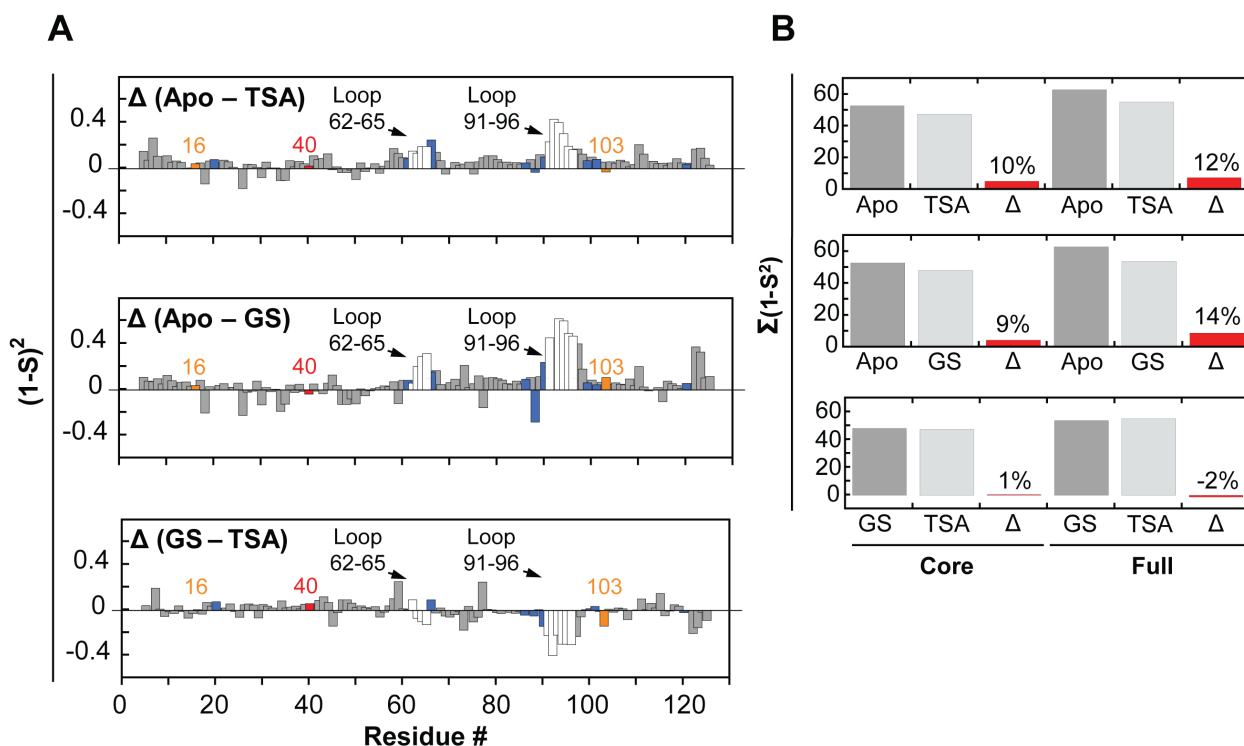 A
B
(1-S)²
Δ (Apo – TSA)
Loop
62-65
Loop
91-96
16
40
103
0.4
0
-0.4
Δ (Apo – GS)
Loop
62-65
Loop
91-96
16
40
103
0.4
0
-0.4
Δ (GS – TSA)
Loop
62-65
Loop
91-96
16
40
103
0.4
0
-0.4
0 20 40 60 80 100 120
Residue #
Σ(1-S²)
60
40
20
0
10%
12%
Apo TSA Δ Apo TSA Δ
60
40
20
0
9%
14%
Apo GS Δ Apo GS Δ
60
40
20
0
1%
-2%
GS TSA Δ GS TSA Δ
Core Full